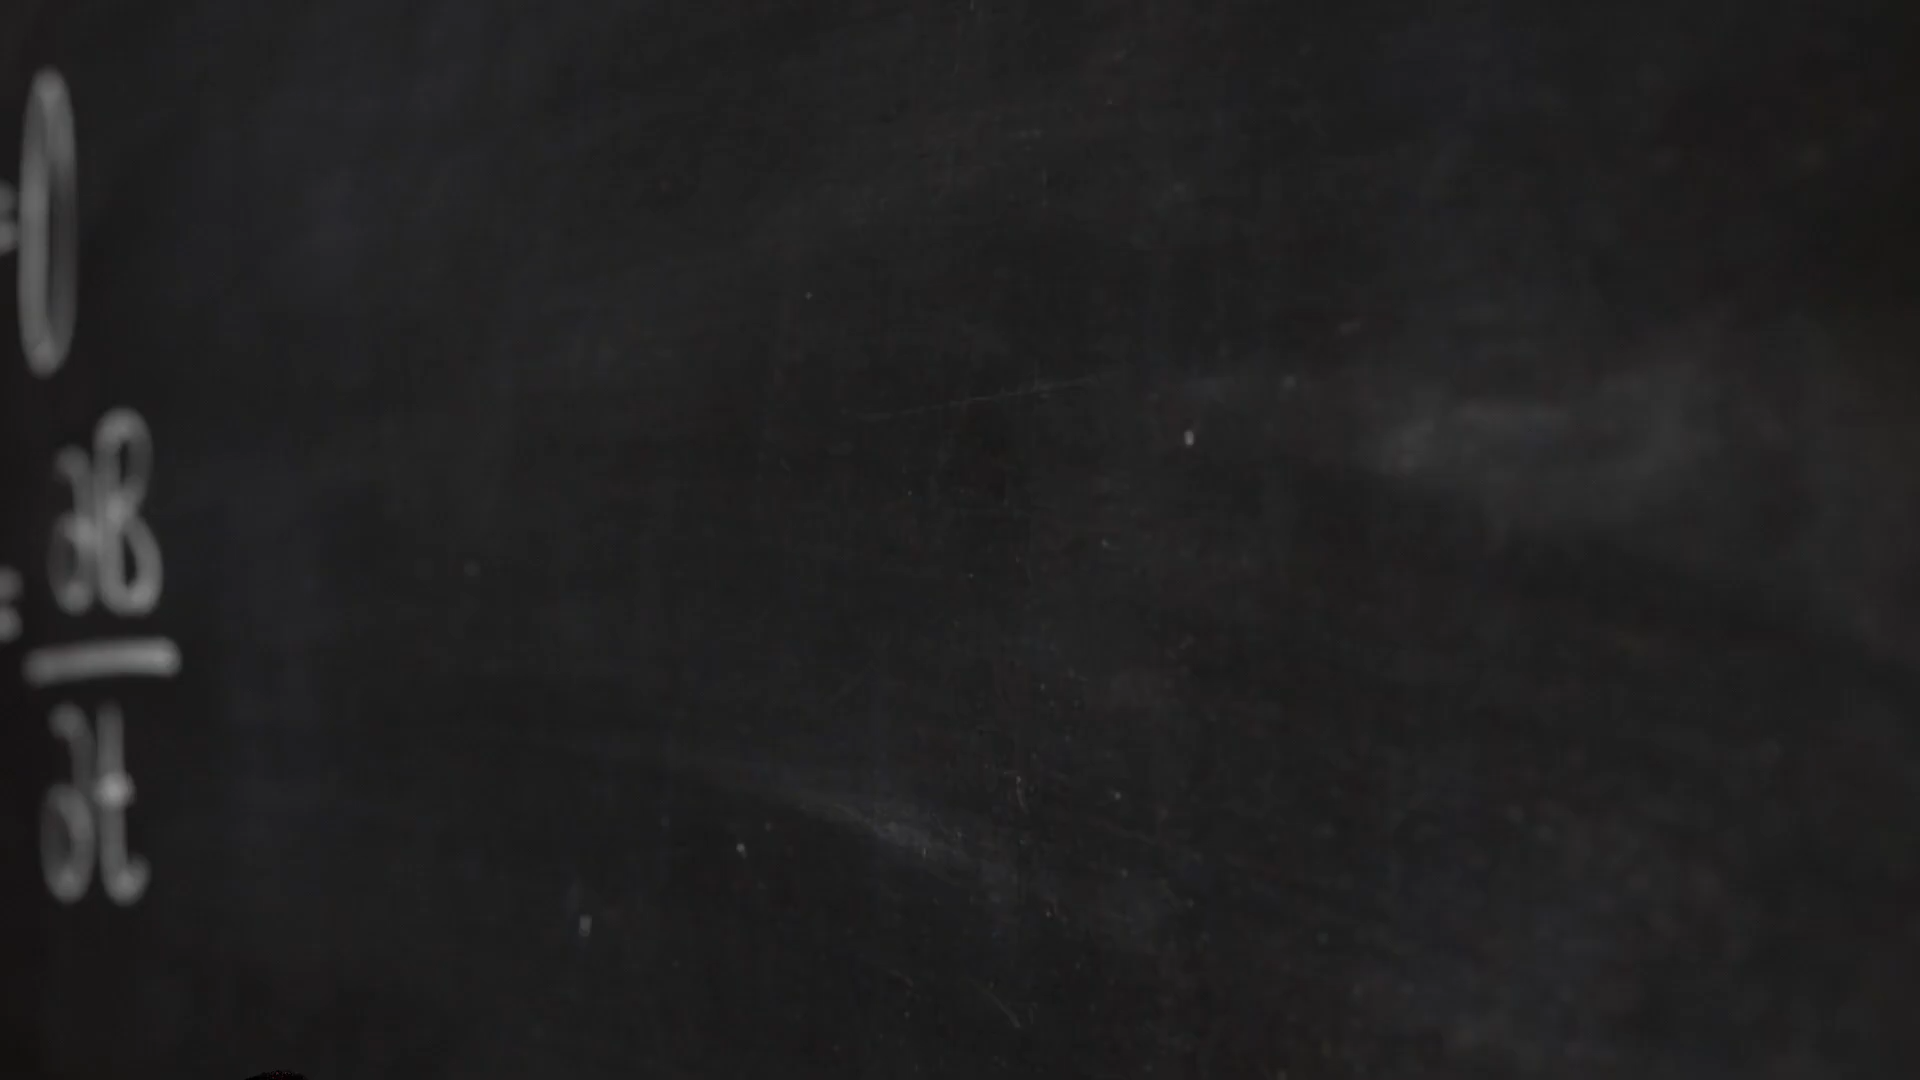 = 0
= ∂B
∂t